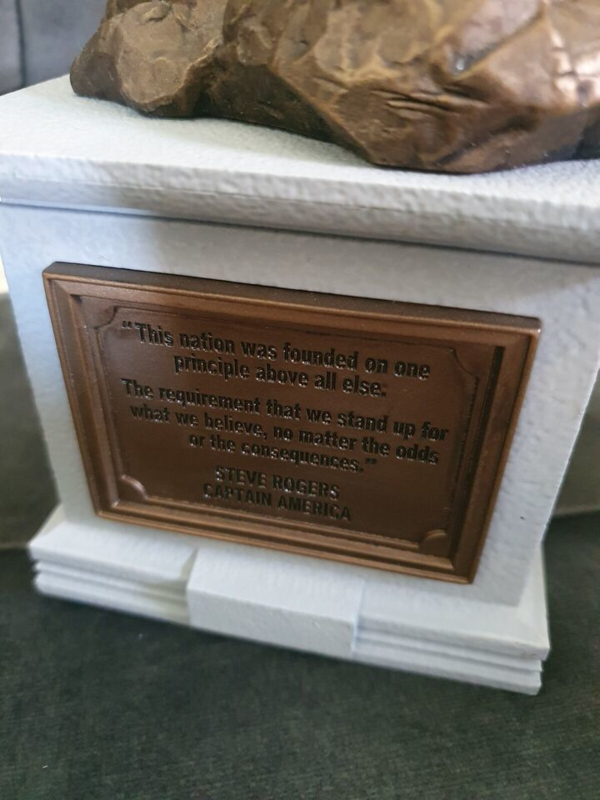 "This nation was founded on one
principle above all else.
The requirement that we stand up for
what we believe, no matter the odds
or the consequences."
STEVE ROGERS
CAPTAIN AMERICA